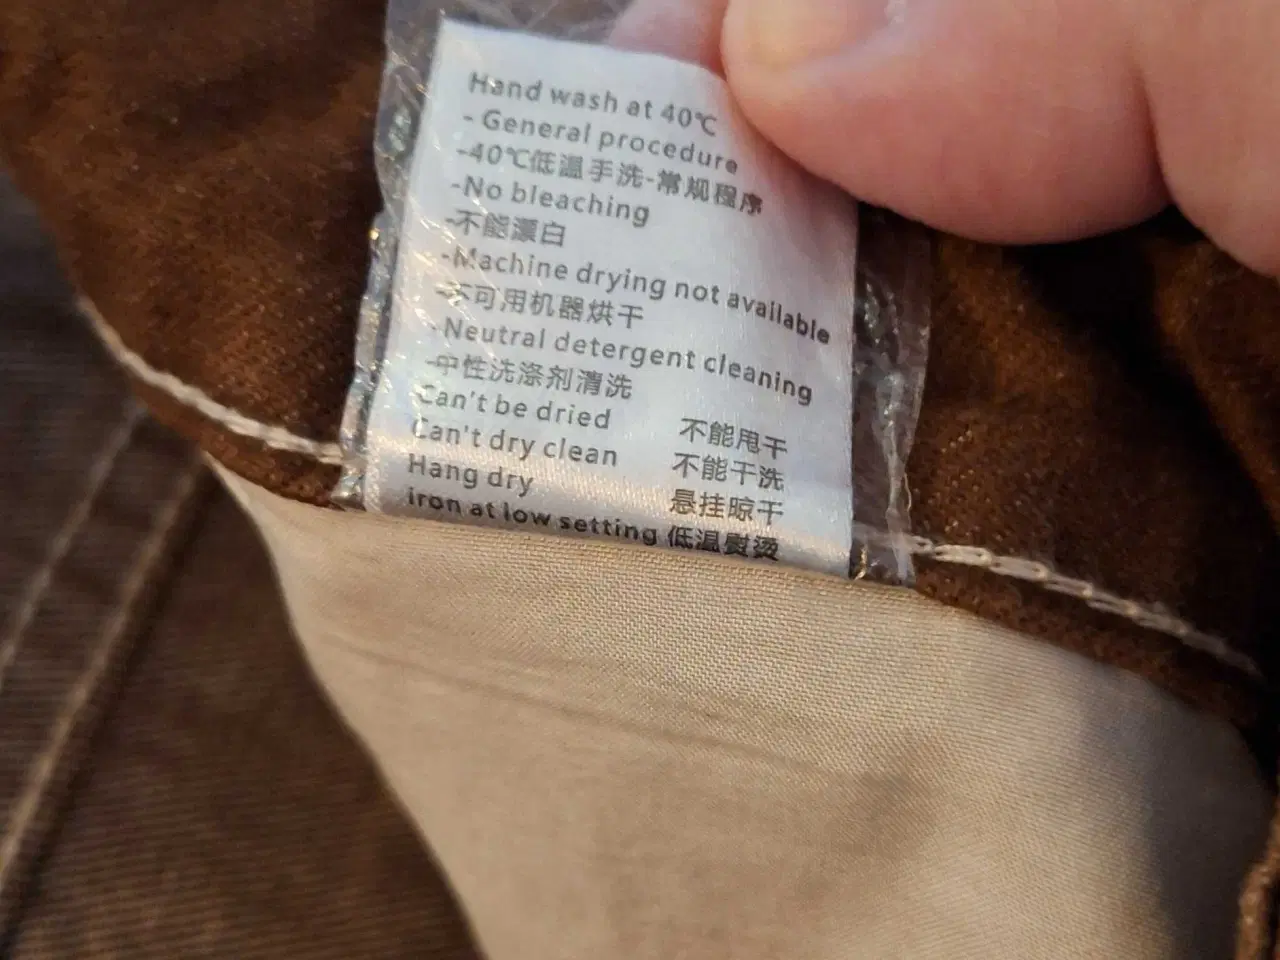 Hand wash at 40℃
- General procedure
-40℃低温手洗-常规程序
-No bleaching
-不能漂白
-Machine drying not available
-不可用机器烘干
-Neutral detergent cleaning
-中性洗涤剂清洗
Can't be dried 不能甩干
Can't dry clean 不能干洗
Hang dry 悬挂晾干
iron at low setting 低温熨烫